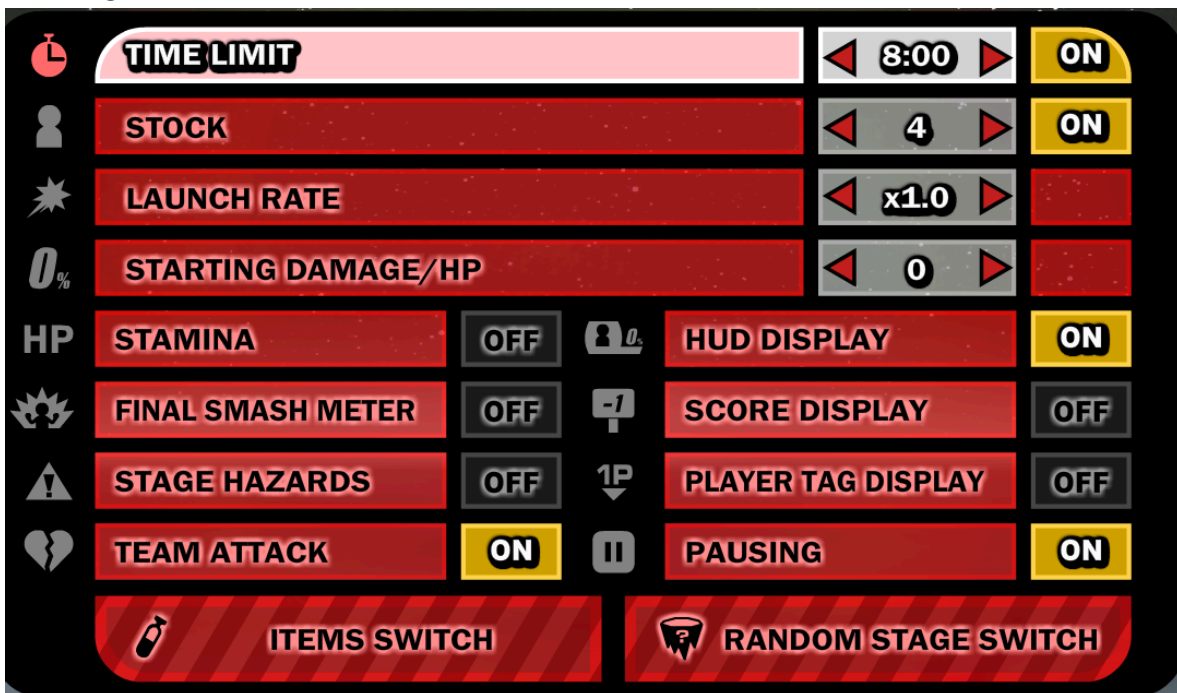 TIME LIMIT 8:00 ON
STOCK 4 ON
LAUNCH RATE x1.0
0% STARTING DAMAGE/HP 0
HP STAMINA OFF 0% HUD DISPLAY ON
FINAL SMASH METER OFF -1 SCORE DISPLAY OFF
STAGE HAZARDS OFF 1P PLAYER TAG DISPLAY OFF
TEAM ATTACK ON PAUSING ON
ITEMS SWITCH ? RANDOM STAGE SWITCH